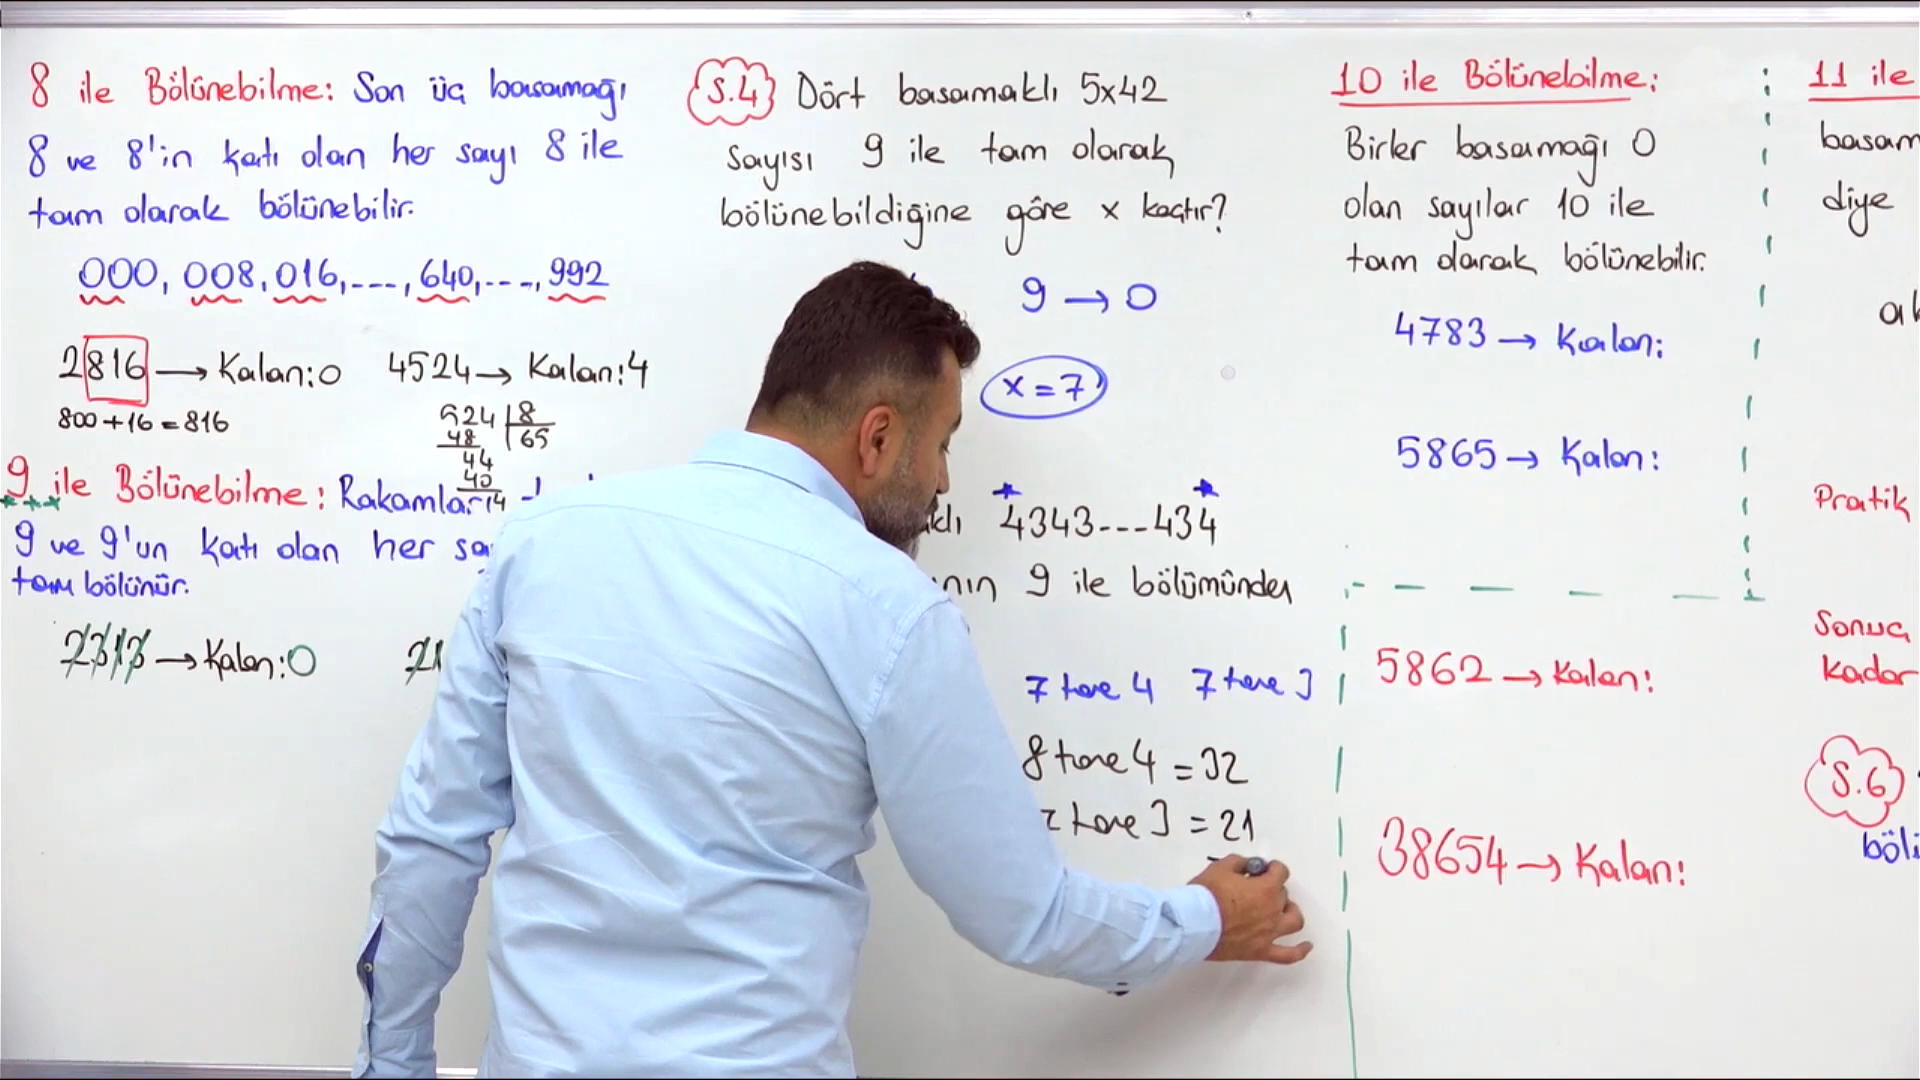 8 ile Bölünebilme: Son üç basamağı
8 ve 8'in katı olan her sayı 8 ile
tam olarak bölünebilir.
000, 008, 016, ---, 640, ---, 992
2816 → Kalan: 0
800 + 16 = 816
4524 → Kalan: 4
524 8
48 65
44
40
4
9 ile Bölünebilme: Rakamları
9 ve 9'un katı olan her
tam bölünür.
2313 → Kalan: 0
S.4 Dört basamaklı 5x42
sayısı 9 ile tam olarak
bölünebildiğine göre x kaçtır?
9 → 0
x = 7
4343---434
9 ile bölümünden
7 tane 4 7 tane 3
8 tane 4 = 32
tane 3 = 21
10 ile Bölünebilme:
Birler basamağı 0
olan sayılar 10 ile
tam olarak bölünebilir.
4783 → Kalan:
5865 → Kalan:
5862 → Kalan:
38654 → Kalan:
11 ile
basam
diye
Pratik
Sonuç
kadar
S.6